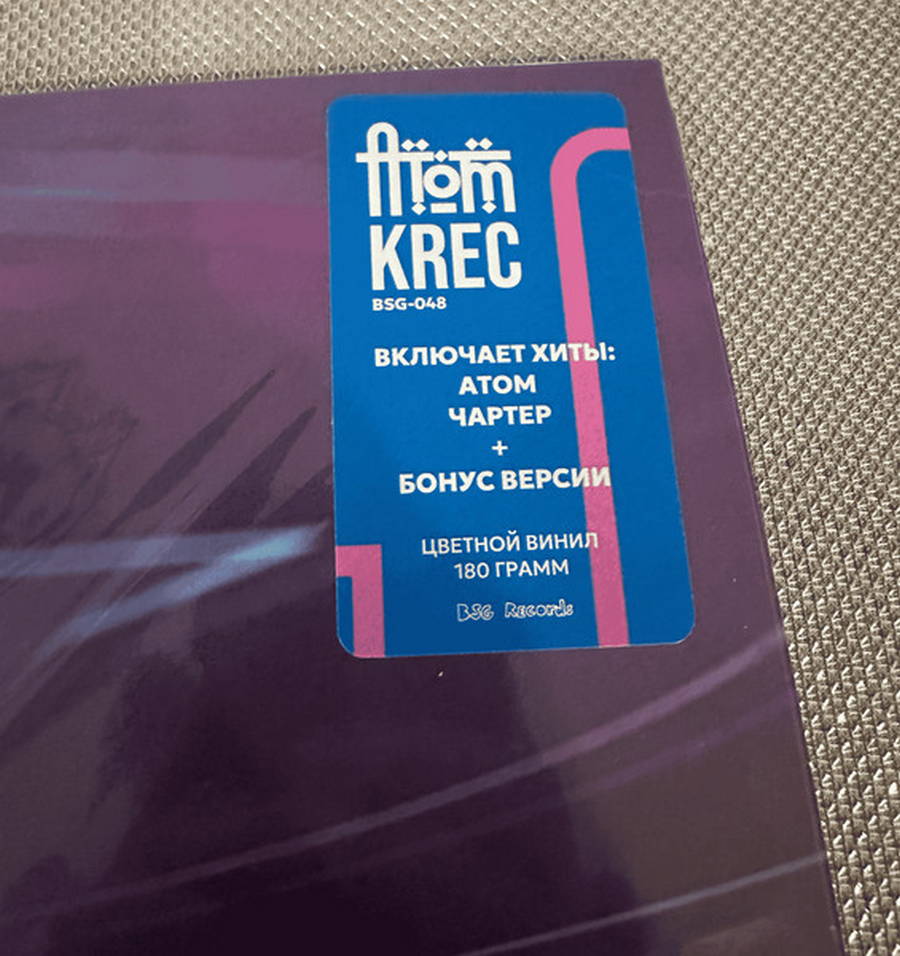 Атом
KREC
BSG-048
ВКЛЮЧАЕТ ХИТЫ:
АТОМ
ЧАРТЕР
+
БОНУС ВЕРСИИ
ЦВЕТНОЙ ВИНИЛ
180 ГРАММ
BSG Records